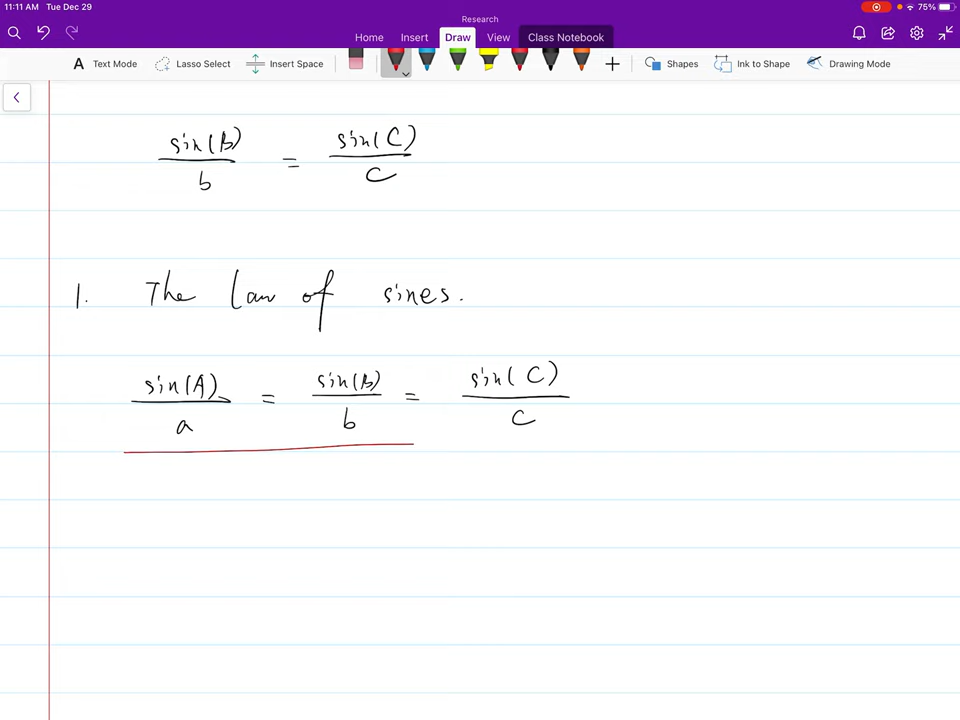 11:11 AM Tue Dec 29 75%
Research
Home Insert Draw View Class Notebook
A Text Mode Lasso Select Insert Space Shapes Ink to Shape Drawing Mode
sin(B)/b = sin(C)/c
1. The Law of sines.
sin(A)/a = sin(B)/b = sin(C)/c